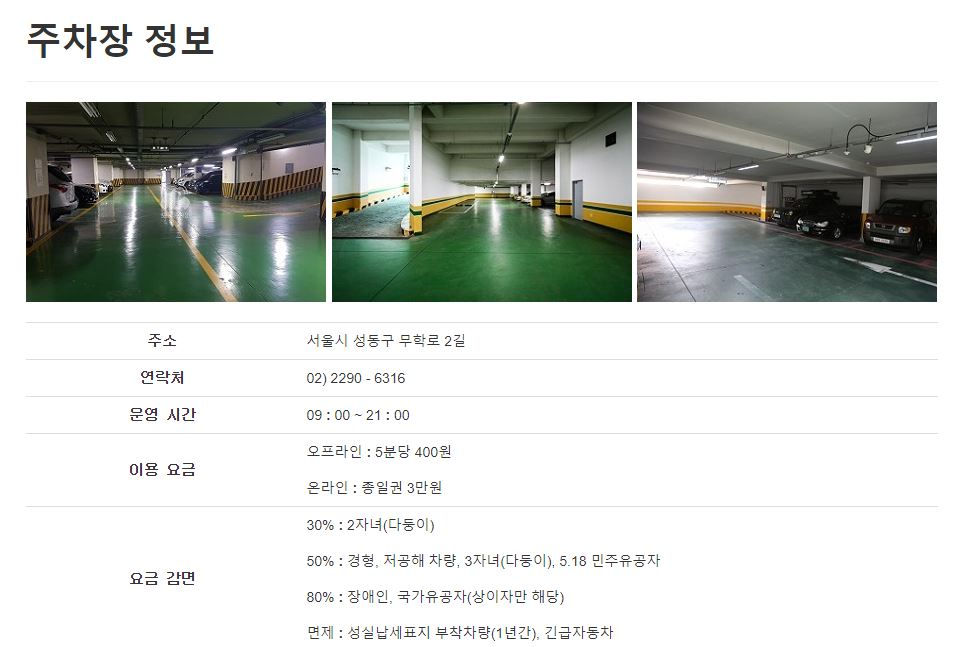 주차장 정보
주소 서울시 성동구 무학로 2길
연락처 02) 2290 - 6316
운영 시간 09 : 00 ~ 21 : 00
이용 요금
오프라인 : 5분당 400원
온라인 : 종일권 3만원
요금 감면
30% : 2자녀(다둥이)
50% : 경형, 저공해 차량, 3자녀(다둥이), 5.18 민주유공자
80% : 장애인, 국가유공자(상이자만 해당)
면제 : 성실납세표지 부착차량(1년간), 긴급자동차